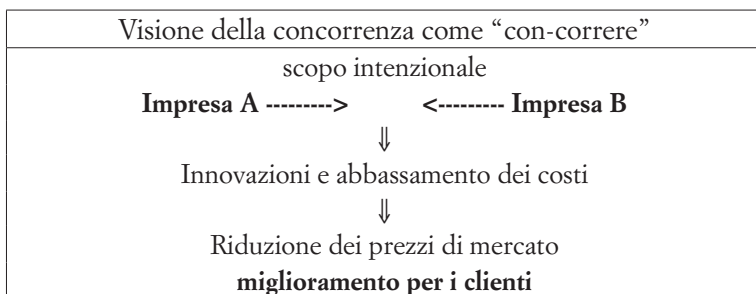 Visione della concorrenza come “con-correre”
scopo intenzionale
Impresa A ---------> <--------- Impresa B
⇓
Innovazioni e abbassamento dei costi
⇓
Riduzione dei prezzi di mercato
miglioramento per i clienti